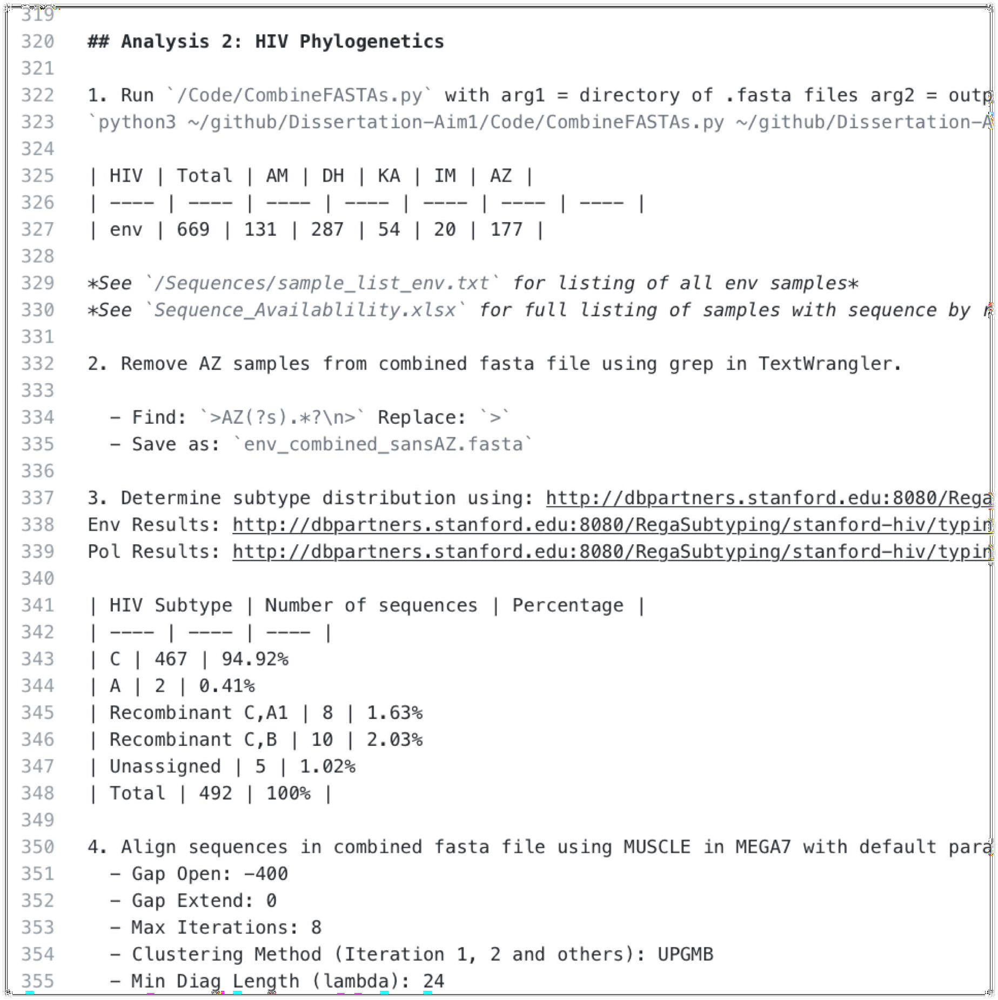 319
320 ## Analysis 2: HIV Phylogenetics
321
322 1. Run `/Code/CombineFASTAs.py` with arg1 = directory of .fasta files arg2 = outp
323 `python3 ~/github/Dissertation-Aim1/Code/CombineFASTAs.py ~/github/Dissertation-A
324
325 | HIV | Total | AM | DH | KA | IM | AZ |
326 | ---- | ---- | ---- | ---- | ---- | ---- | ---- |
327 | env | 669 | 131 | 287 | 54 | 20 | 177 |
328
329 *See `/Sequences/sample_list_env.txt` for listing of all env samples*
330 *See `Sequence_Availablility.xlsx` for full listing of samples with sequence by
331
332 2. Remove AZ samples from combined fasta file using grep in TextWrangler.
333
334 - Find: `>AZ(?s).*?\n>` Replace: `>`
335 - Save as: `env_combined_sansAZ.fasta`
336
337 3. Determine subtype distribution using: http://dbpartners.stanford.edu:8080/Rega
338 Env Results: http://dbpartners.stanford.edu:8080/RegaSubtyping/stanford-hiv/typin
339 Pol Results: http://dbpartners.stanford.edu:8080/RegaSubtyping/stanford-hiv/typin
340
341 | HIV Subtype | Number of sequences | Percentage |
342 | ---- | ---- | ---- |
343 | C | 467 | 94.92%
344 | A | 2 | 0.41%
345 | Recombinant C,A1 | 8 | 1.63%
346 | Recombinant C,B | 10 | 2.03%
347 | Unassigned | 5 | 1.02%
348 | Total | 492 | 100% |
349
350 4. Align sequences in combined fasta file using MUSCLE in MEGA7 with default para
351 - Gap Open: -400
352 - Gap Extend: 0
353 - Max Iterations: 8
354 - Clustering Method (Iteration 1, 2 and others): UPGMB
355 - Min Diag Length (lambda): 24